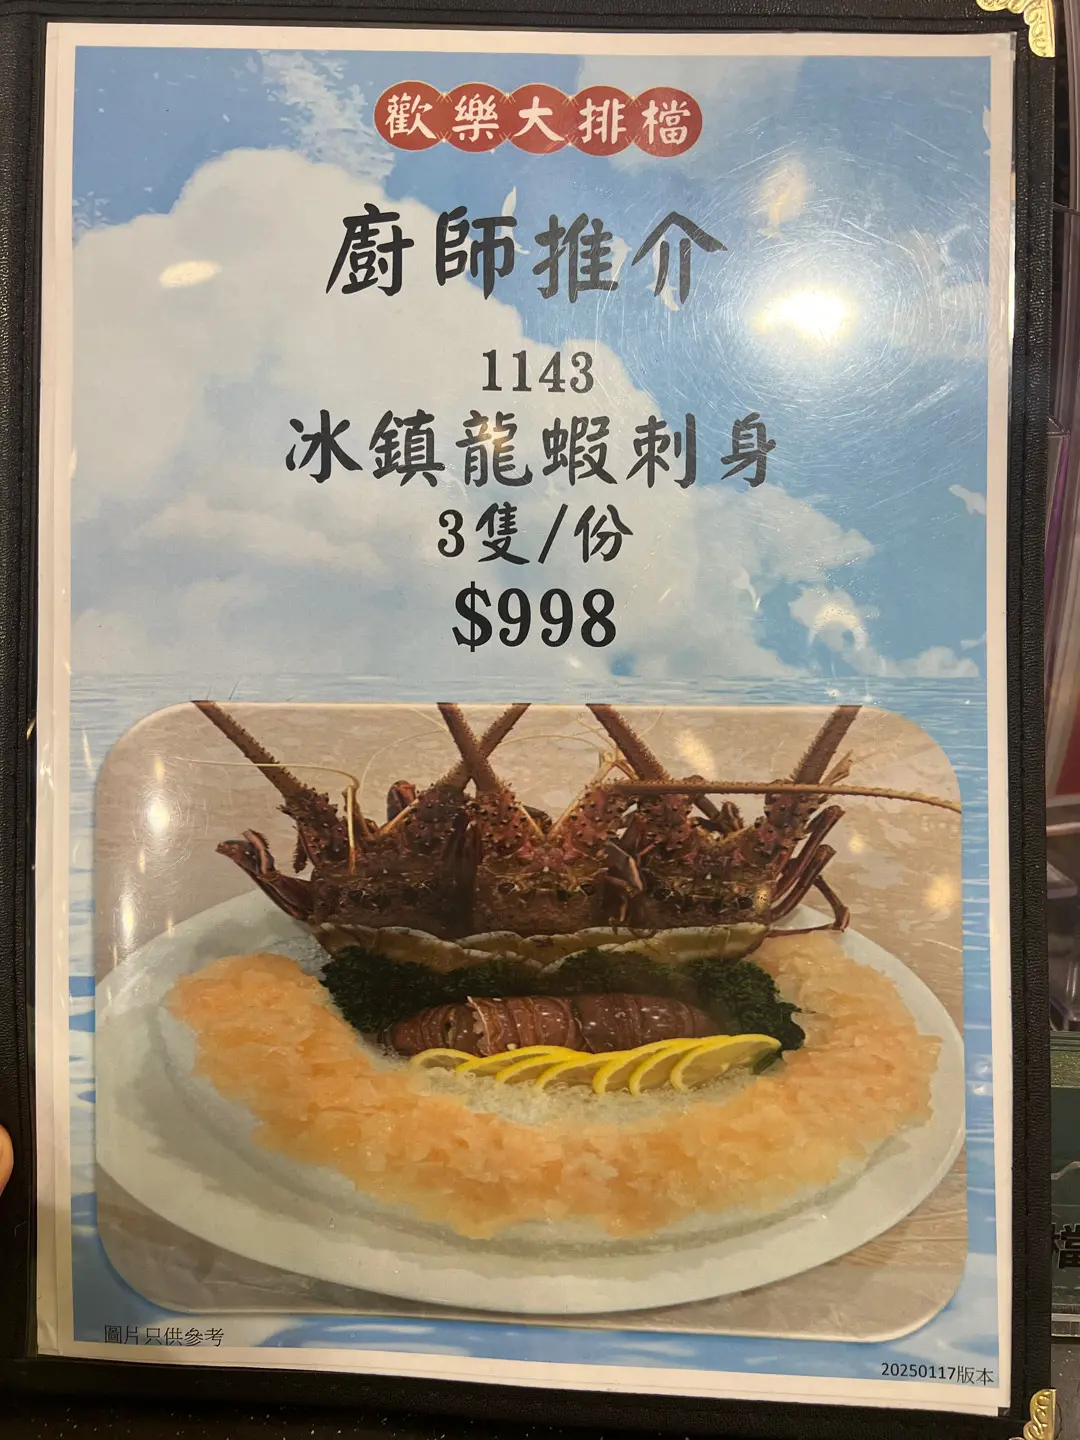 歡樂大排檔
廚師推介
1143
冰鎮龍蝦刺身
3隻/份
$998
圖片只供參考
20250117版本